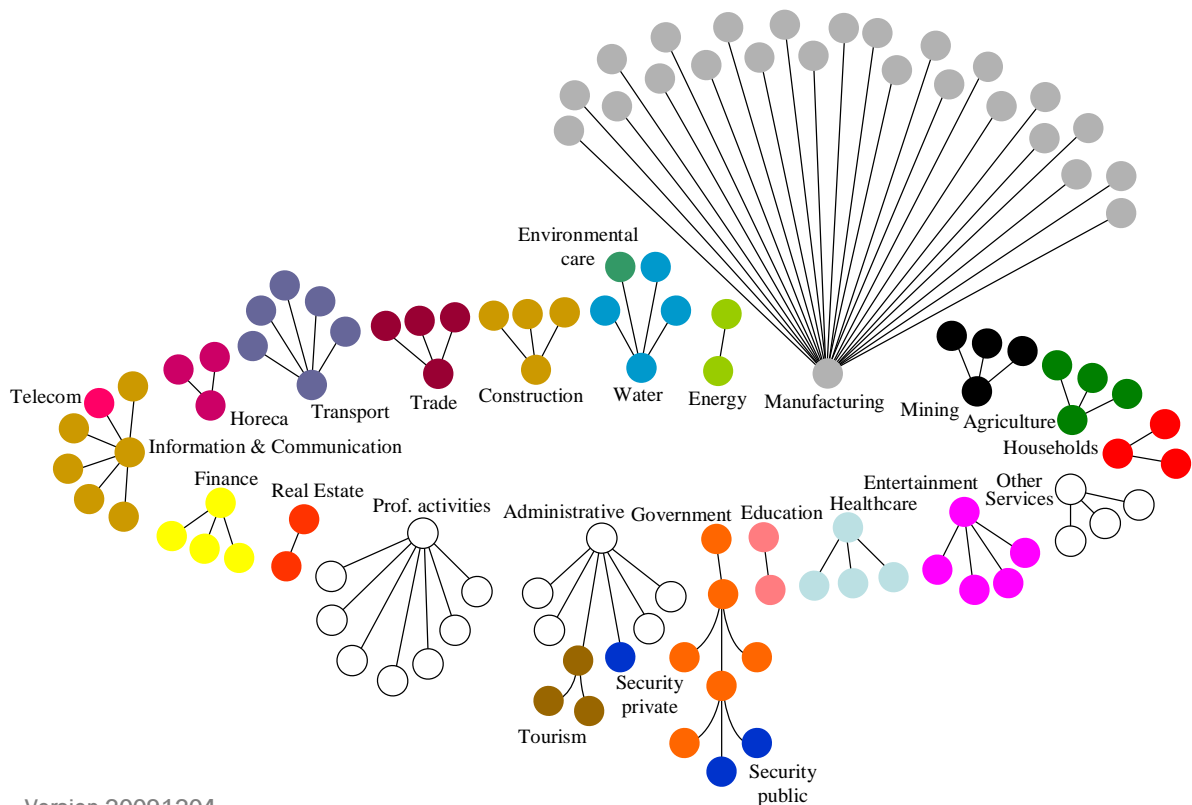 Environmental
care
Telecom
Horeca
Transport
Trade
Construction
Water
Energy
Manufacturing
Mining
Agriculture
Households
Information & Communication
Finance
Real Estate
Prof. activities
Administrative
Government
Education
Healthcare
Entertainment
Other
Services
Security
private
Tourism
Security
public